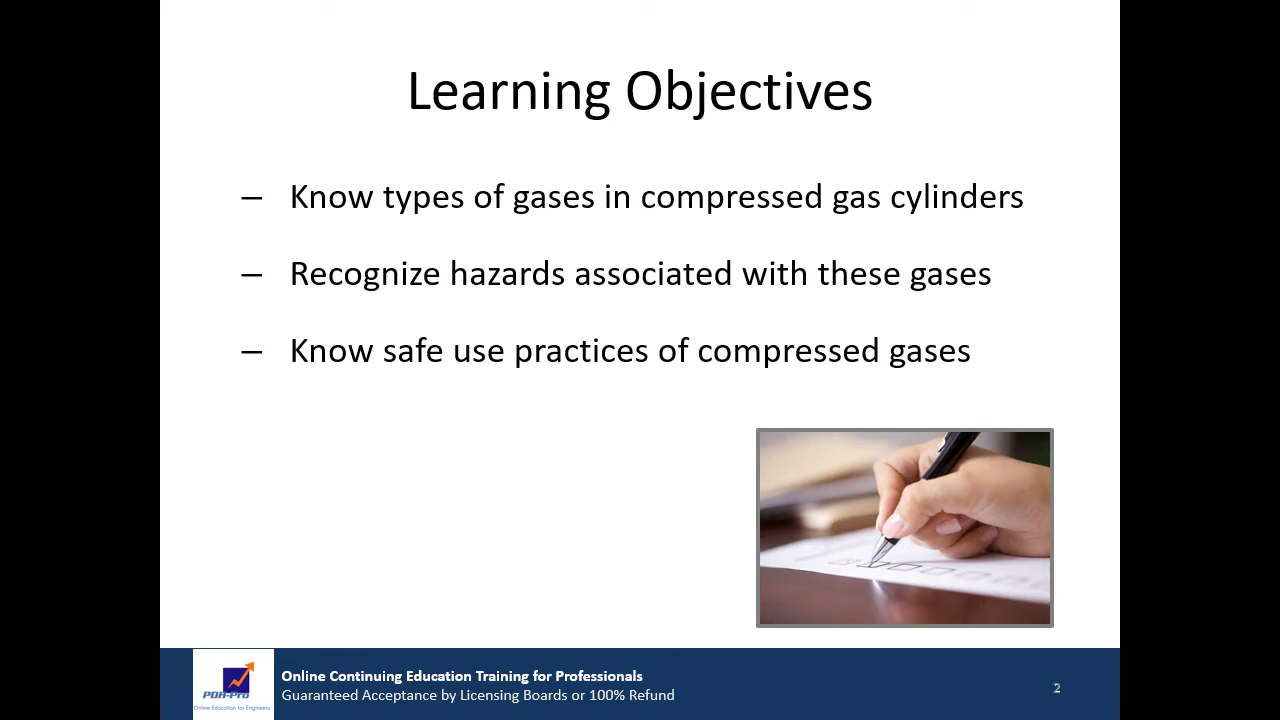 Learning Objectives
– Know types of gases in compressed gas cylinders
– Recognize hazards associated with these gases
– Know safe use practices of compressed gases
PDH-Pro
Online Education for Engineers
Online Continuing Education Training for Professionals
Guaranteed Acceptance by Licensing Boards or 100% Refund
2